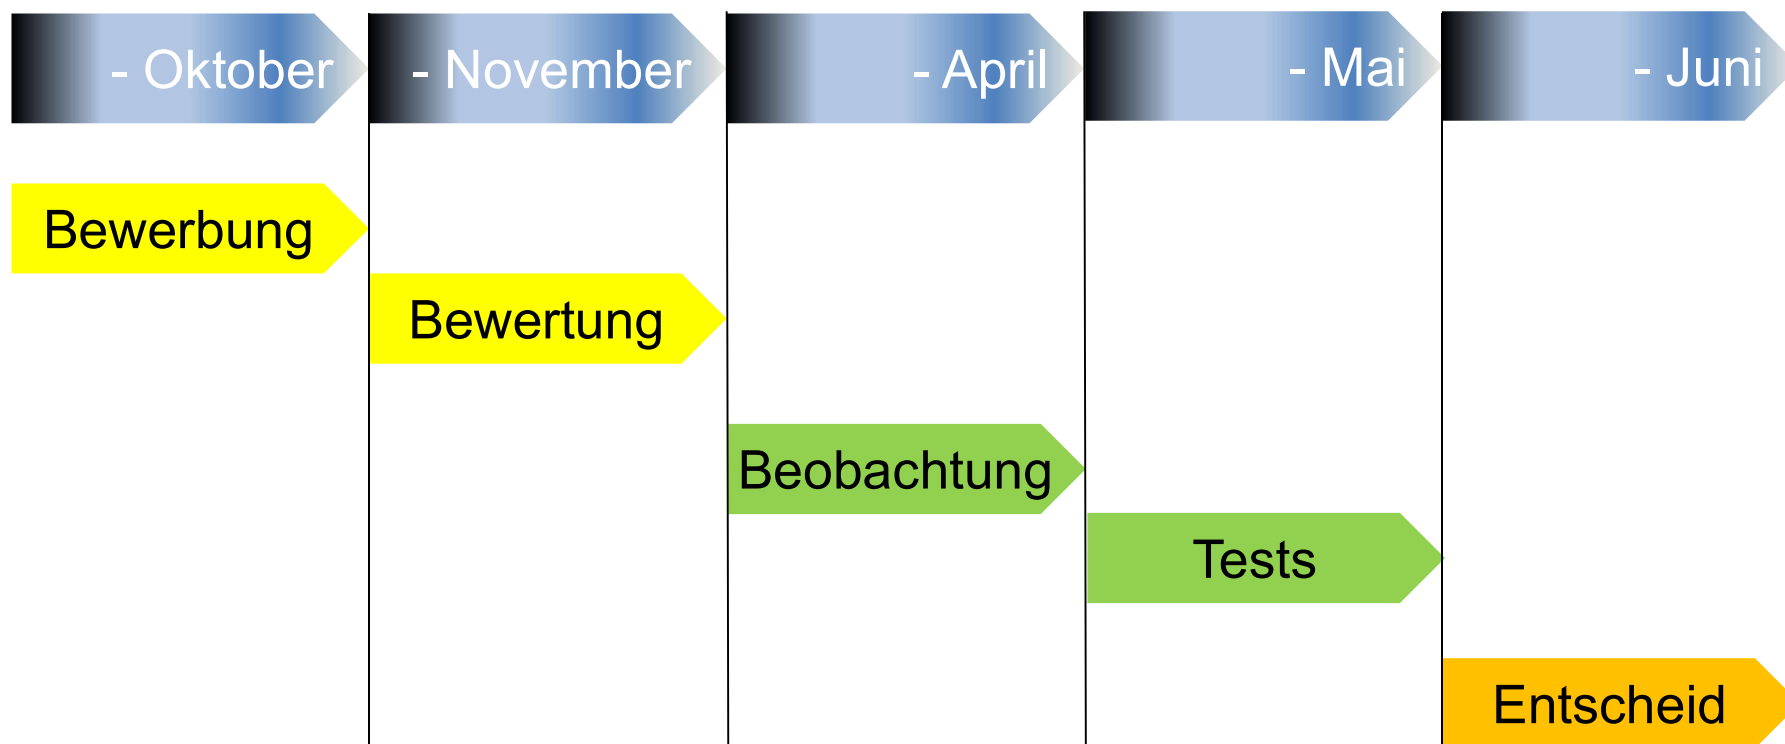 - Oktober
- November
- April
- Mai
- Juni
Bewerbung
Bewertung
Beobachtung
Tests
Entscheid